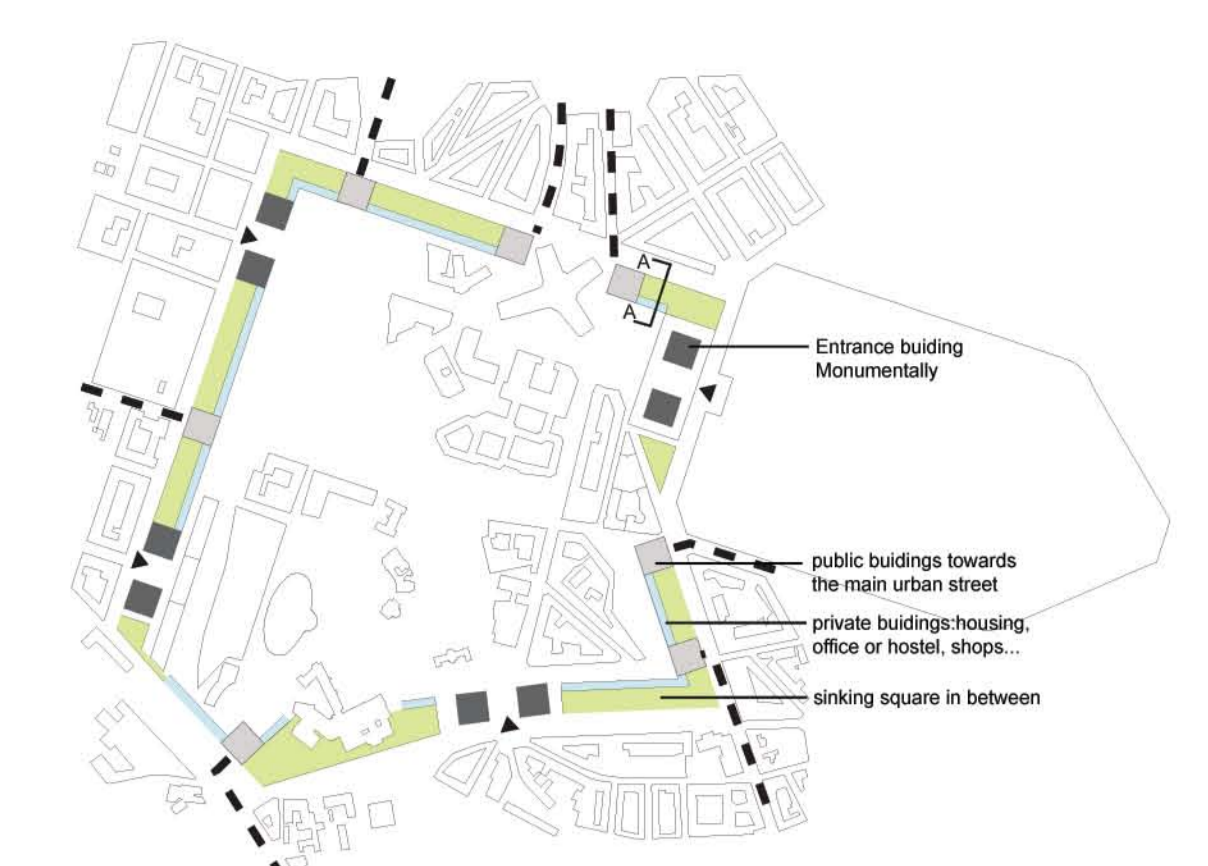 A
A
Entrance buiding
Monumentally
public buidings towards
the main urban street
private buidings:housing,
office or hostel, shops...
sinking square in between